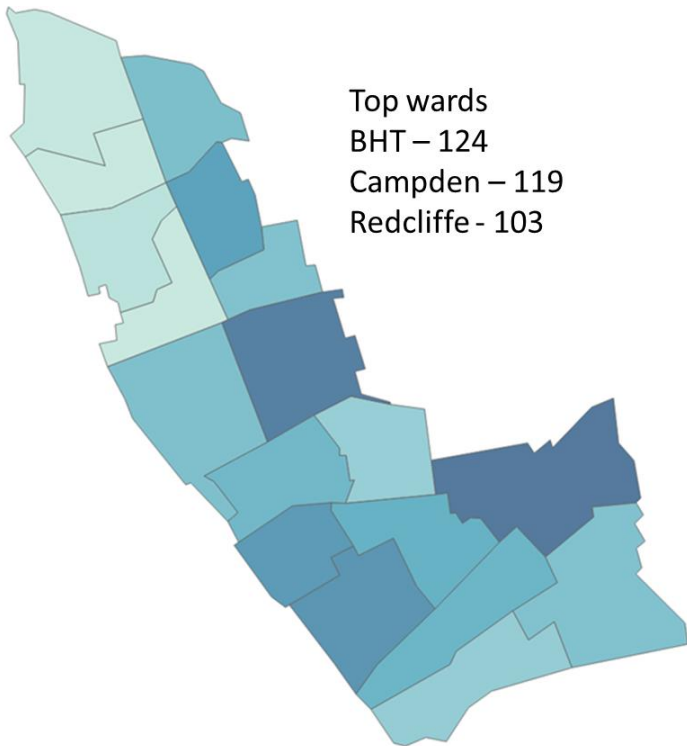 Top wards
BHT – 124
Campden – 119
Redcliffe - 103